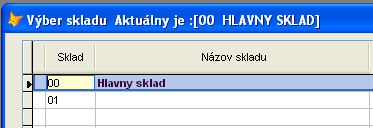 Výber skladu  Aktuálny je :[00  HLAVNY SKLAD]
Sklad Názov skladu
00 Hlavny sklad
01